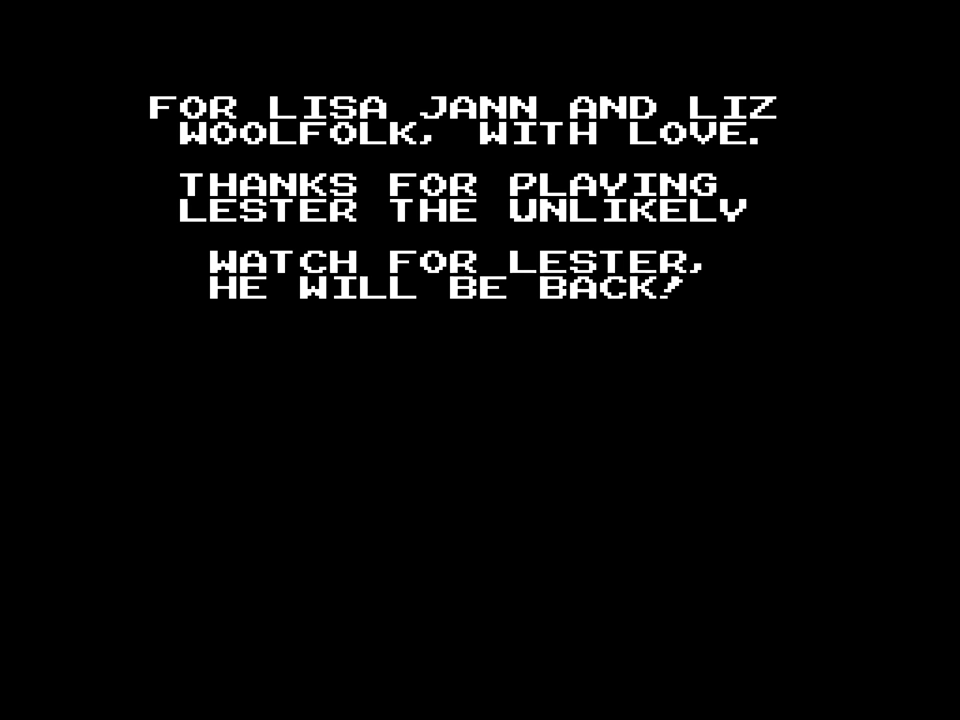 FOR LISA JANN AND LIZ
WOOLFOLK, WITH LOVE.
THANKS FOR PLAYING
LESTER THE UNLIKELY
WATCH FOR LESTER,
HE WILL BE BACK!